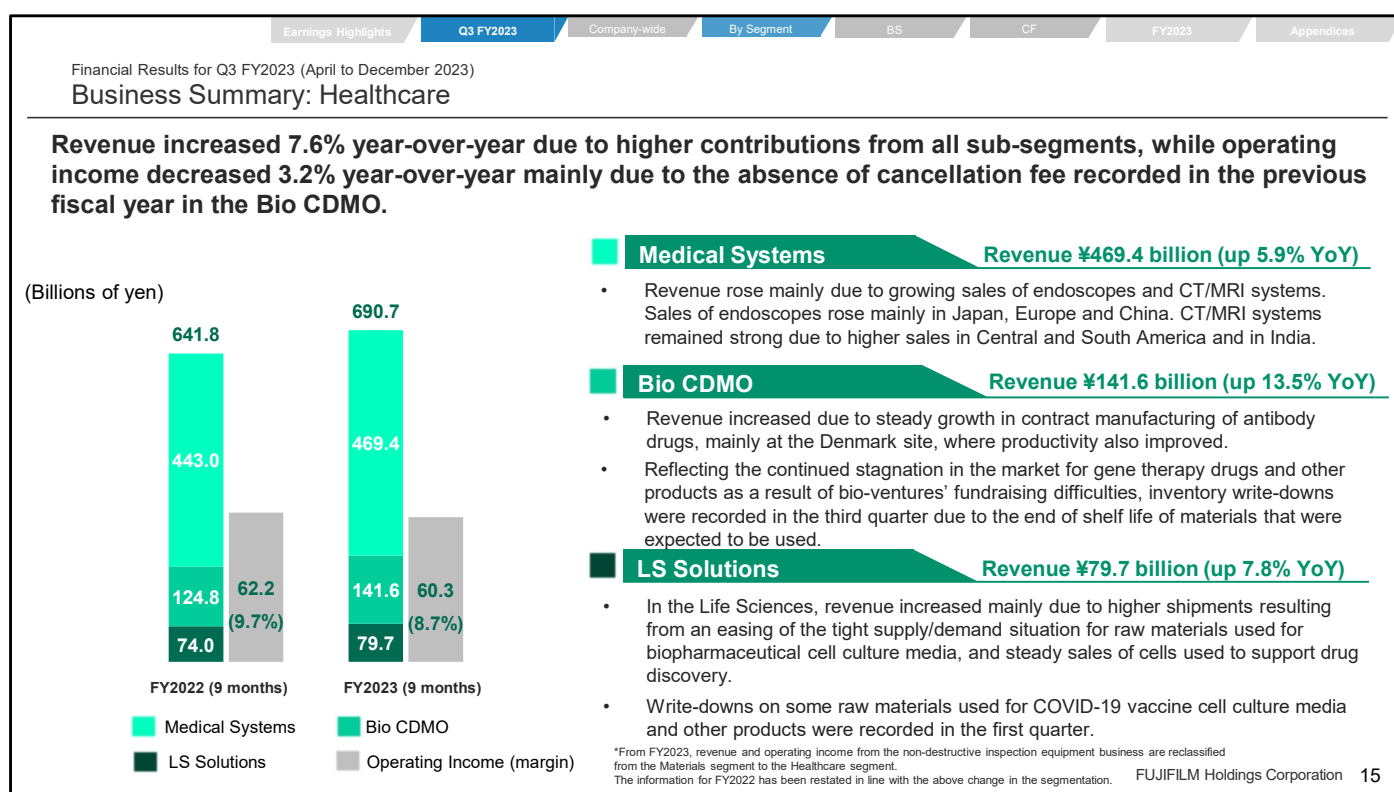 Earnings Highlights
Q3 FY2023
Company-wide
By Segment
BS
CF
FY2023
Appendices
Financial Results for Q3 FY2023 (April to December 2023)
Business Summary: Healthcare
Revenue increased 7.6% year-over-year due to higher contributions from all sub-segments, while operating
income decreased 3.2% year-over-year mainly due to the absence of cancellation fee recorded in the previous
fiscal year in the Bio CDMO.
(Billions of yen)
641.8
443.0
124.8
74.0
62.2
(9.7%)
690.7
469.4
141.6
79.7
60.3
(8.7%)
FY2022 (9 months)
FY2023 (9 months)
Medical Systems
Bio CDMO
LS Solutions
Operating Income (margin)
Medical Systems
Revenue ¥469.4 billion (up 5.9% YoY)
• Revenue rose mainly due to growing sales of endoscopes and CT/MRI systems.
Sales of endoscopes rose mainly in Japan, Europe and China. CT/MRI systems
remained strong due to higher sales in Central and South America and in India.
Bio CDMO
Revenue ¥141.6 billion (up 13.5% YoY)
• Revenue increased due to steady growth in contract manufacturing of antibody
drugs, mainly at the Denmark site, where productivity also improved.
• Reflecting the continued stagnation in the market for gene therapy drugs and other
products as a result of bio-ventures’ fundraising difficulties, inventory write-downs
were recorded in the third quarter due to the end of shelf life of materials that were
expected to be used.
LS Solutions
Revenue ¥79.7 billion (up 7.8% YoY)
• In the Life Sciences, revenue increased mainly due to higher shipments resulting
from an easing of the tight supply/demand situation for raw materials used for
biopharmaceutical cell culture media, and steady sales of cells used to support drug
discovery.
• Write-downs on some raw materials used for COVID-19 vaccine cell culture media
and other products were recorded in the first quarter.
*From FY2023, revenue and operating income from the non-destructive inspection equipment business are reclassified
from the Materials segment to the Healthcare segment.
The information for FY2022 has been restated in line with the above change in the segmentation.
FUJIFILM Holdings Corporation 15